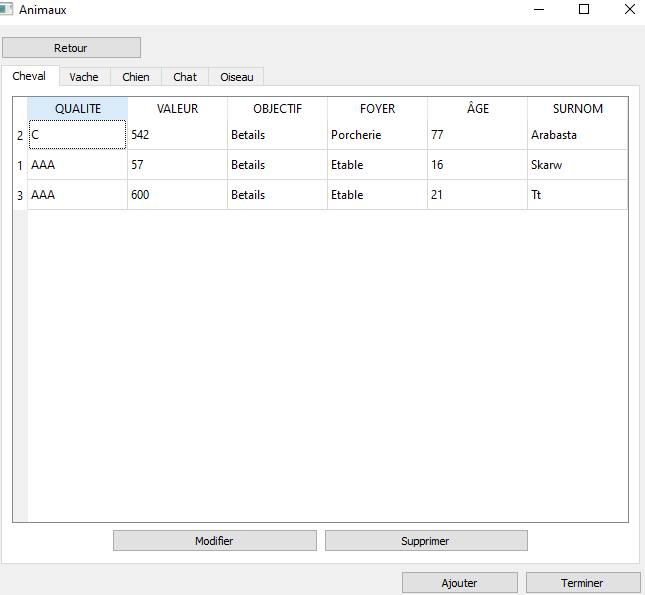 Animaux
Retour
Cheval Vache Chien Chat Oiseau
QUALITE VALEUR OBJECTIF FOYER ÂGE SURNOM
2 C 542 Betails Porcherie 77 Arabasta
1 AAA 57 Betails Etable 16 Skarw
3 AAA 600 Betails Etable 21 Tt
Modifier Supprimer
Ajouter Terminer